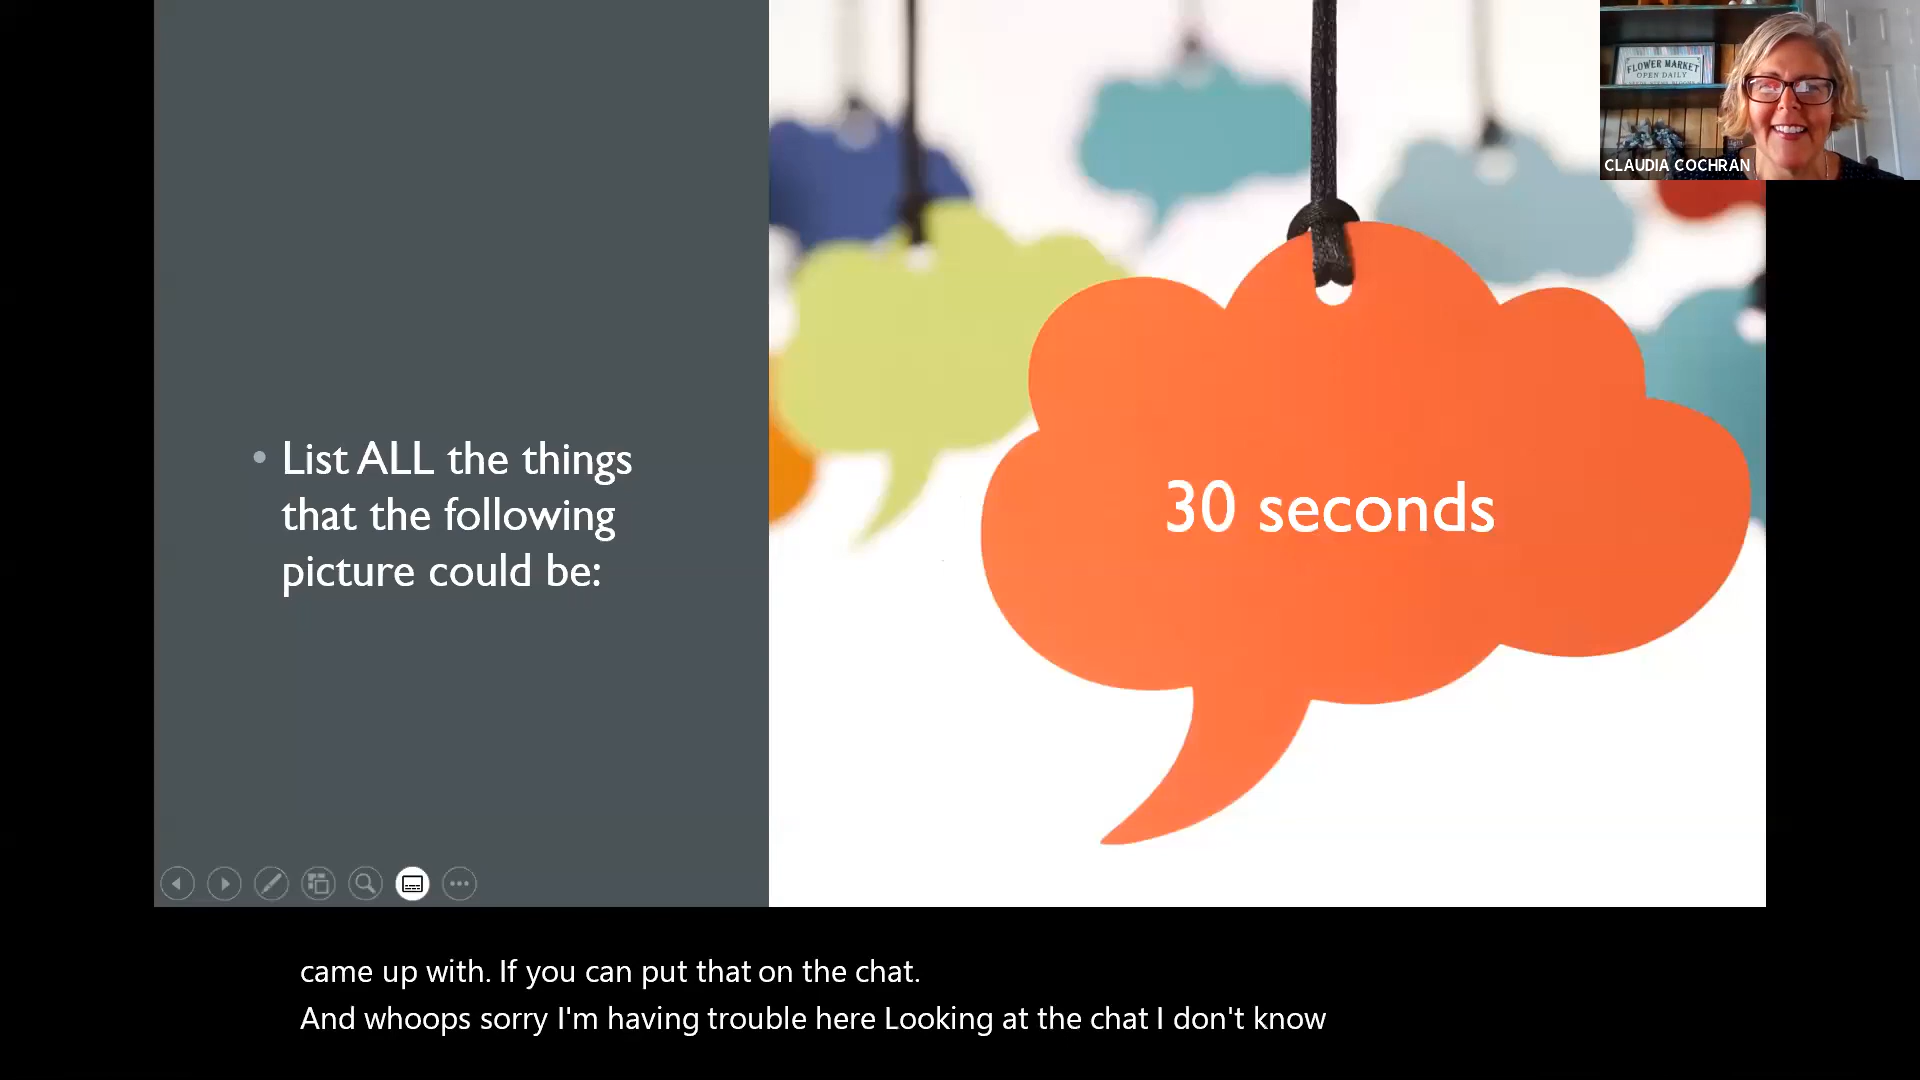 FLOWER MARKET
OPEN DAILY
CLAUDIA COCHRAN
• List ALL the things
that the following
picture could be:
30 seconds
came up with. If you can put that on the chat.
And whoops sorry I'm having trouble here Looking at the chat I don't know